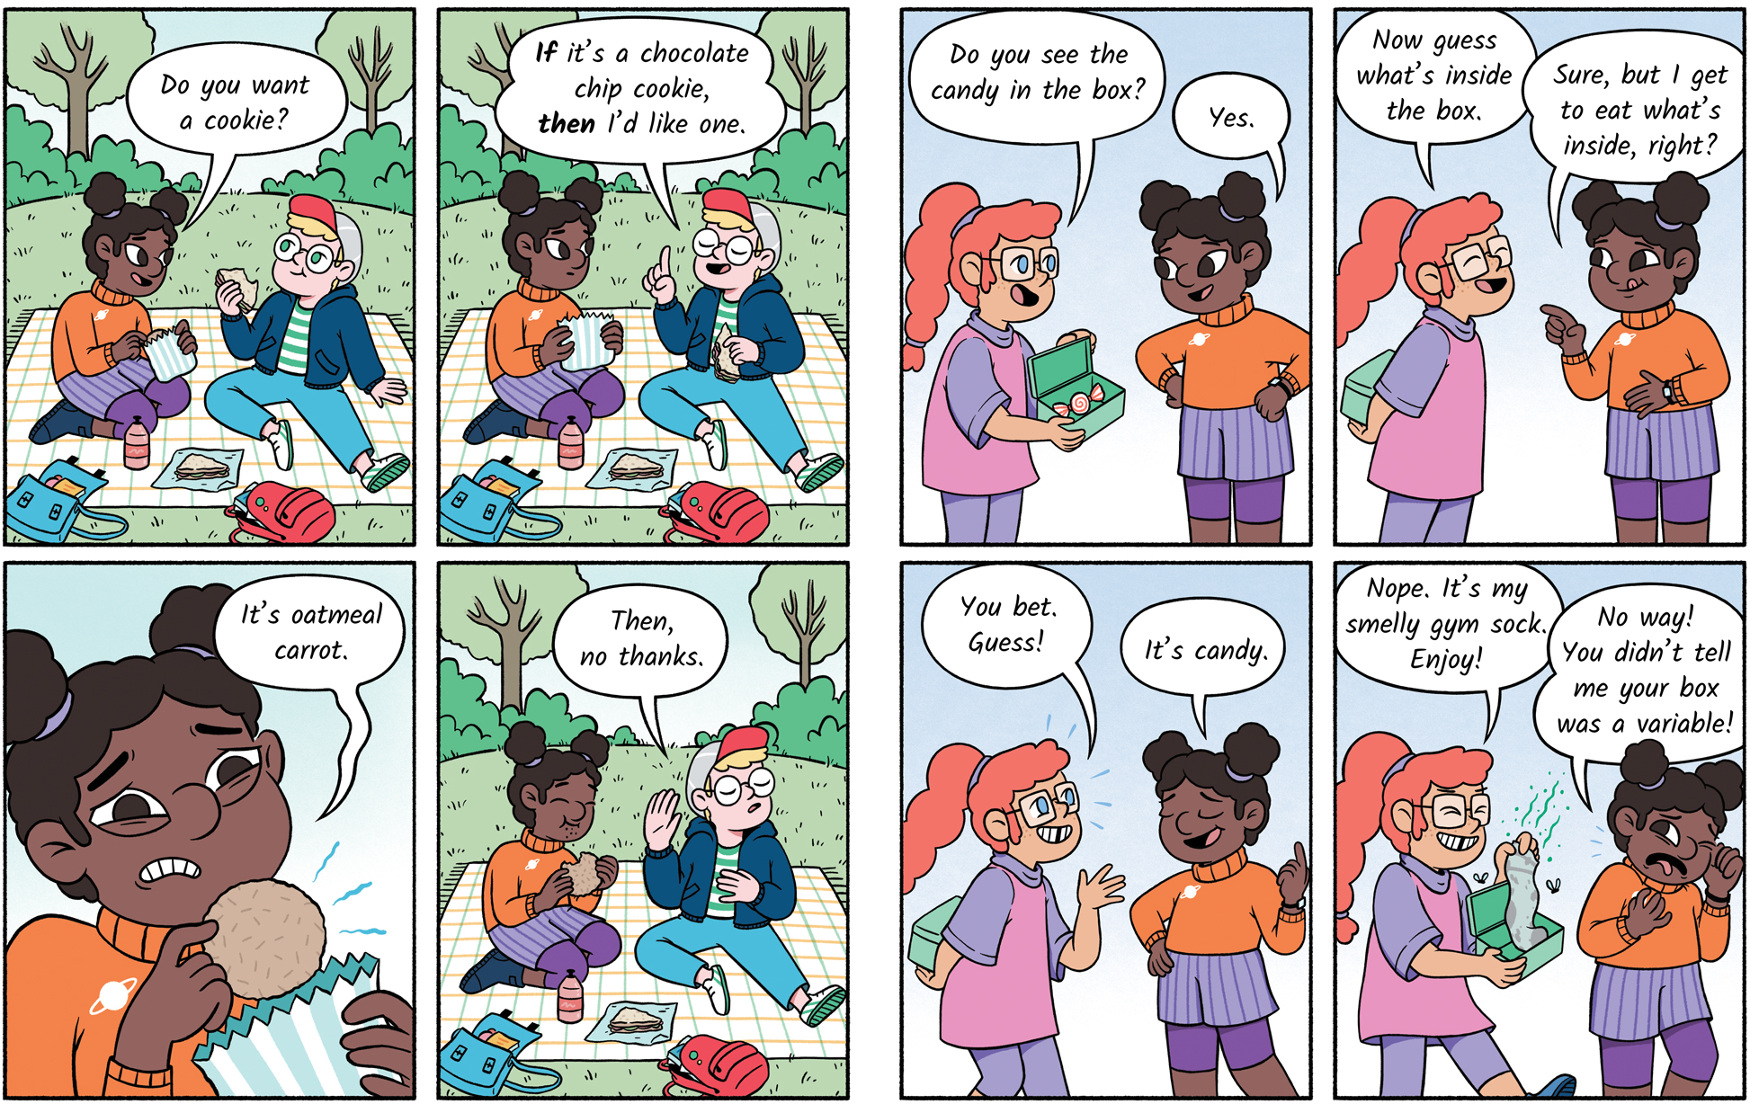 Do you want
a cookie?
If it's a chocolate
chip cookie,
then I'd like one.
It's oatmeal
carrot.
Then,
no thanks.
Do you see the
candy in the box?
Yes.
Now guess
what's inside
the box.
Sure, but I get
to eat what's
inside, right?
You bet.
Guess!
It's candy.
Nope. It's my
smelly gym sock.
Enjoy!
No way!
You didn't tell
me your box
was a variable!